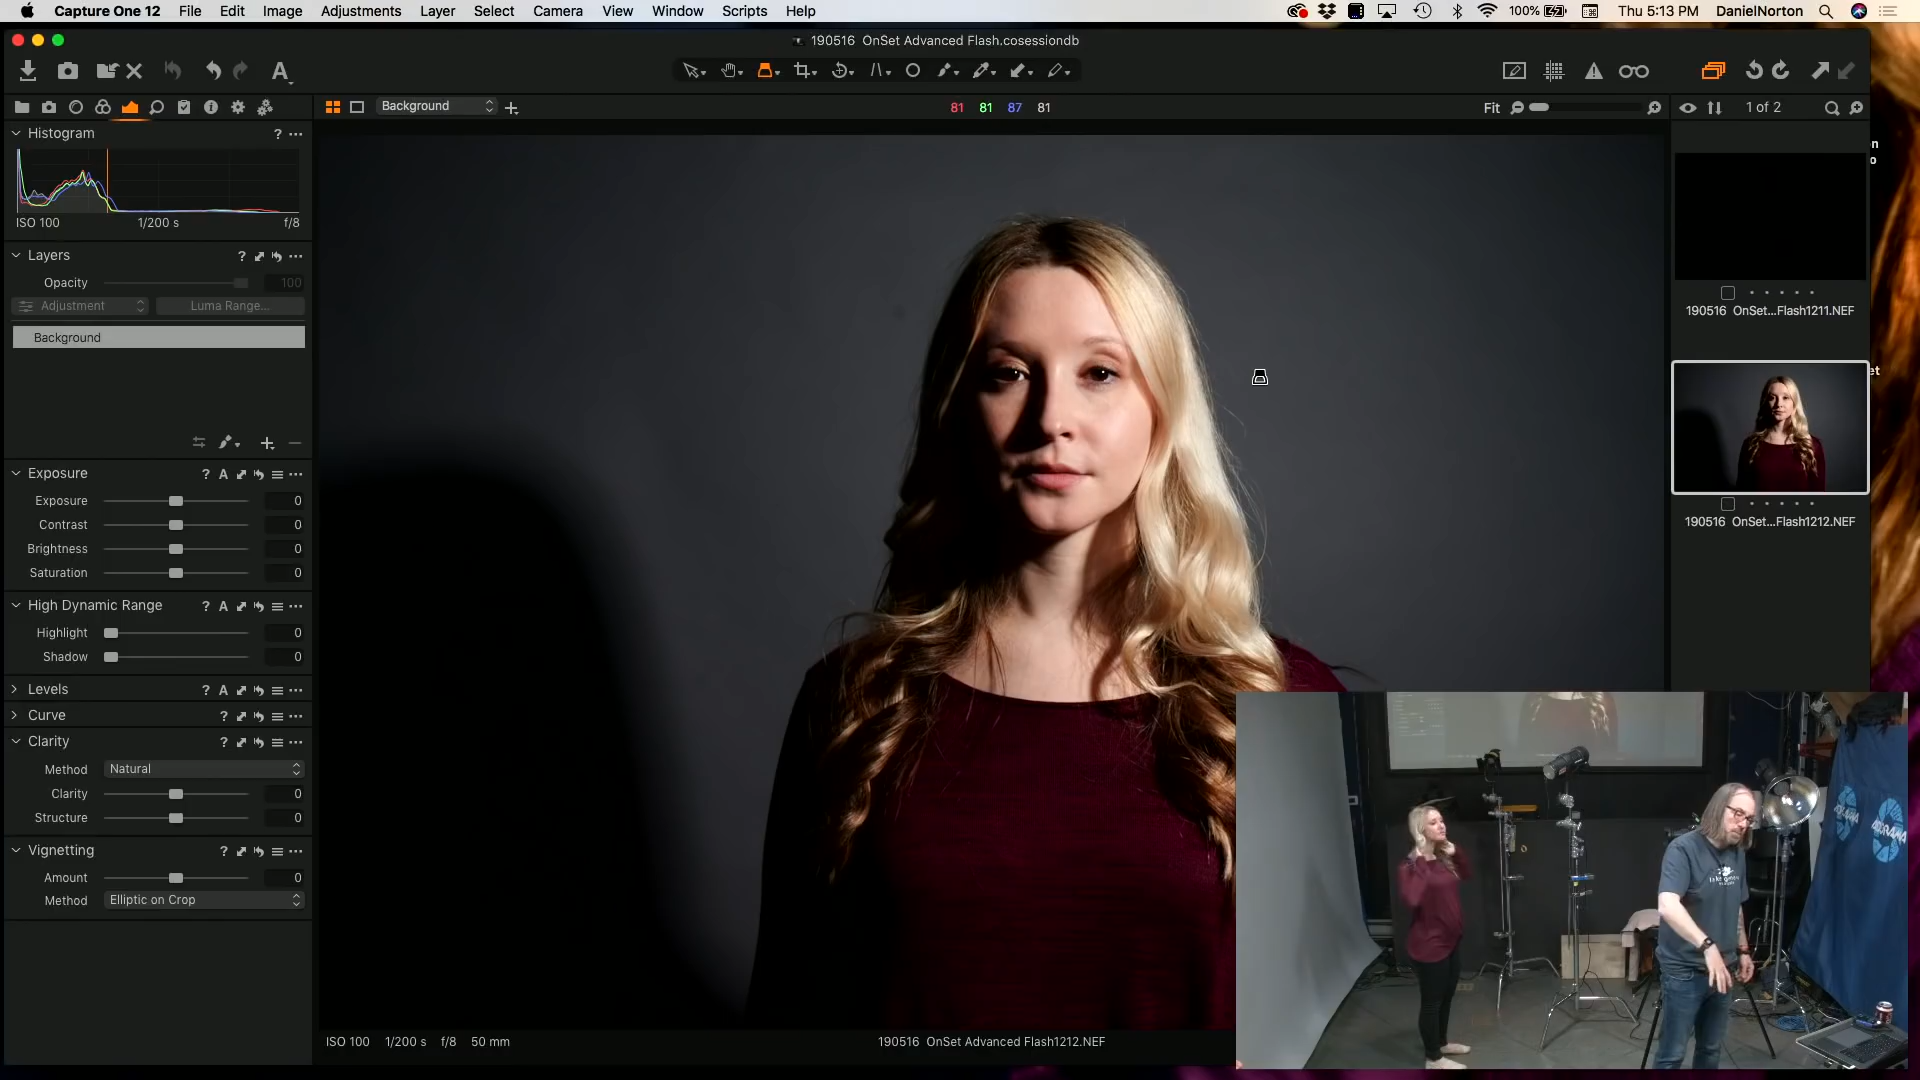 Capture One 12 File Edit Image Adjustments Layer Select Camera View Window Scripts Help 100% Thu 5:13 PM DanielNorton
190516 OnSet Advanced Flash.cosessiondb
A
Background 81 81 87 81 Fit 1 of 2
Histogram ?
ISO 100 1/200 s f/8
Layers ?
Opacity 100
Adjustment Luma Range...
Background
Exposure ? A
Exposure 0
Contrast 0
Brightness 0
Saturation 0
High Dynamic Range ? A
Highlight 0
Shadow 0
Levels ? A
Curve ?
Clarity ?
Method Natural
Clarity 0
Structure 0
Vignetting ?
Amount 0
Method Elliptic on Crop
190516 OnSet...Flash1211.NEF
190516 OnSet...Flash1212.NEF
ISO 100 1/200 s f/8 50 mm 190516 OnSet Advanced Flash1212.NEF